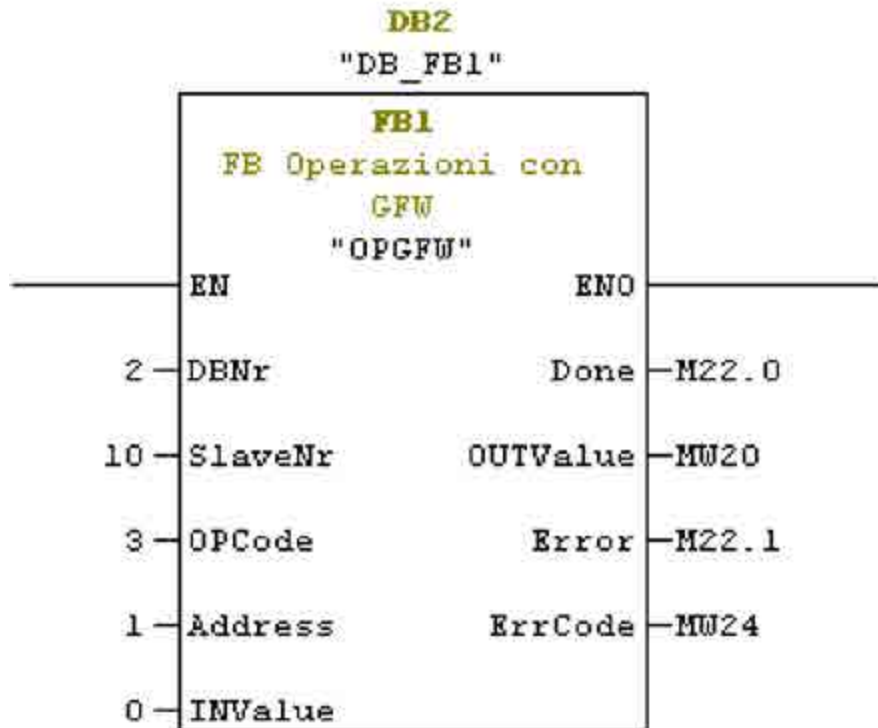 DB2
"DB_FB1"
FB1
FB Operazioni con
GFW
"OPGFW"
EN ENO
2 DBNr Done M22.0
10 SlaveNr OUTValue MW20
3 OPCode Error M22.1
1 Address ErrCode MW24
0 INValue